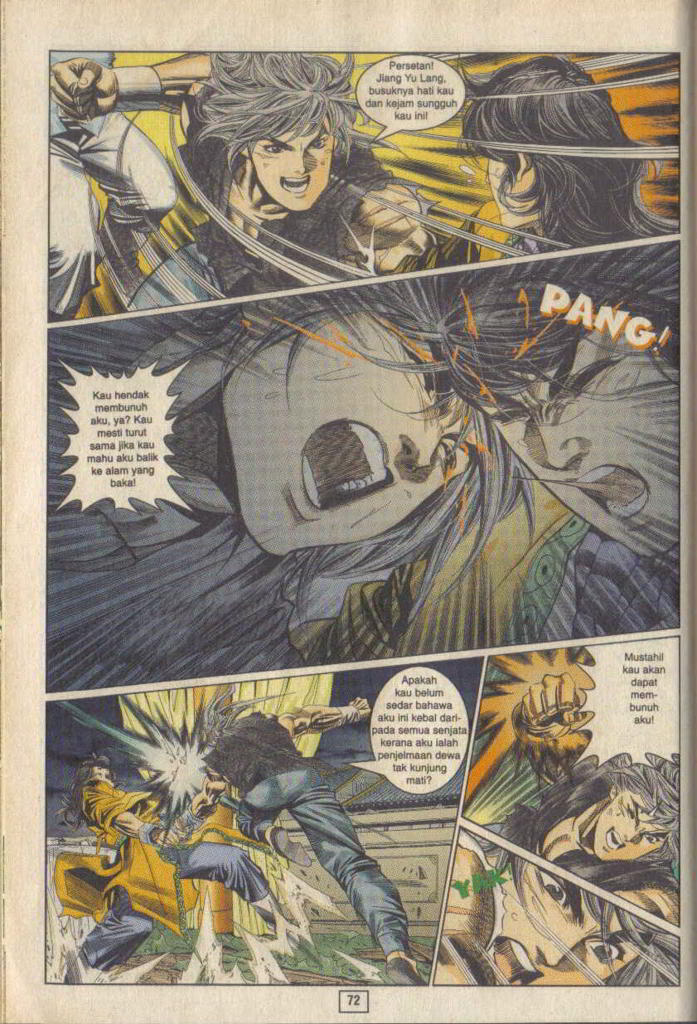 Persetan!
Jiang Yu Lang,
busuknya hati kau
dan kejam sungguh
kau ini!
PANG!
Kau hendak
membunuh
aku, ya? Kau
mesti turut
sama jika kau
mahu aku balik
ke alam yang
baka!
Apakah
kau belum
sedar bahawa
aku ini kebal dari-
pada semua senjata
kerana aku ialah
penjelmaan dewa
tak kunjung
mati?
Mustahil
kau akan
dapat
mem-
bunuh
aku!
YAK!
72